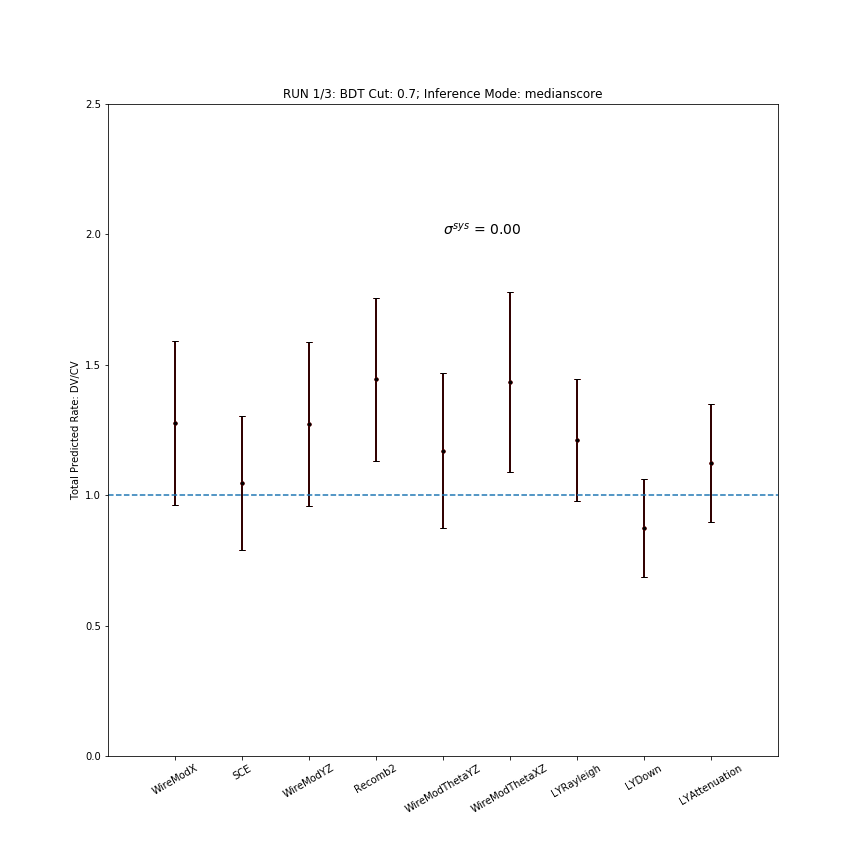 RUN 1/3: BDT Cut: 0.7; Inference Mode: medianscore
2.5
σ^sys = 0.00
2.0
1.5
Total Predicted Rate: DV/CV
1.0
0.5
0.0
WireModX
SCE
WireModYZ
Recomb2
WireModThetaYZ
WireModThetaXZ
LYRayleigh
LYDown
LYAttenuation